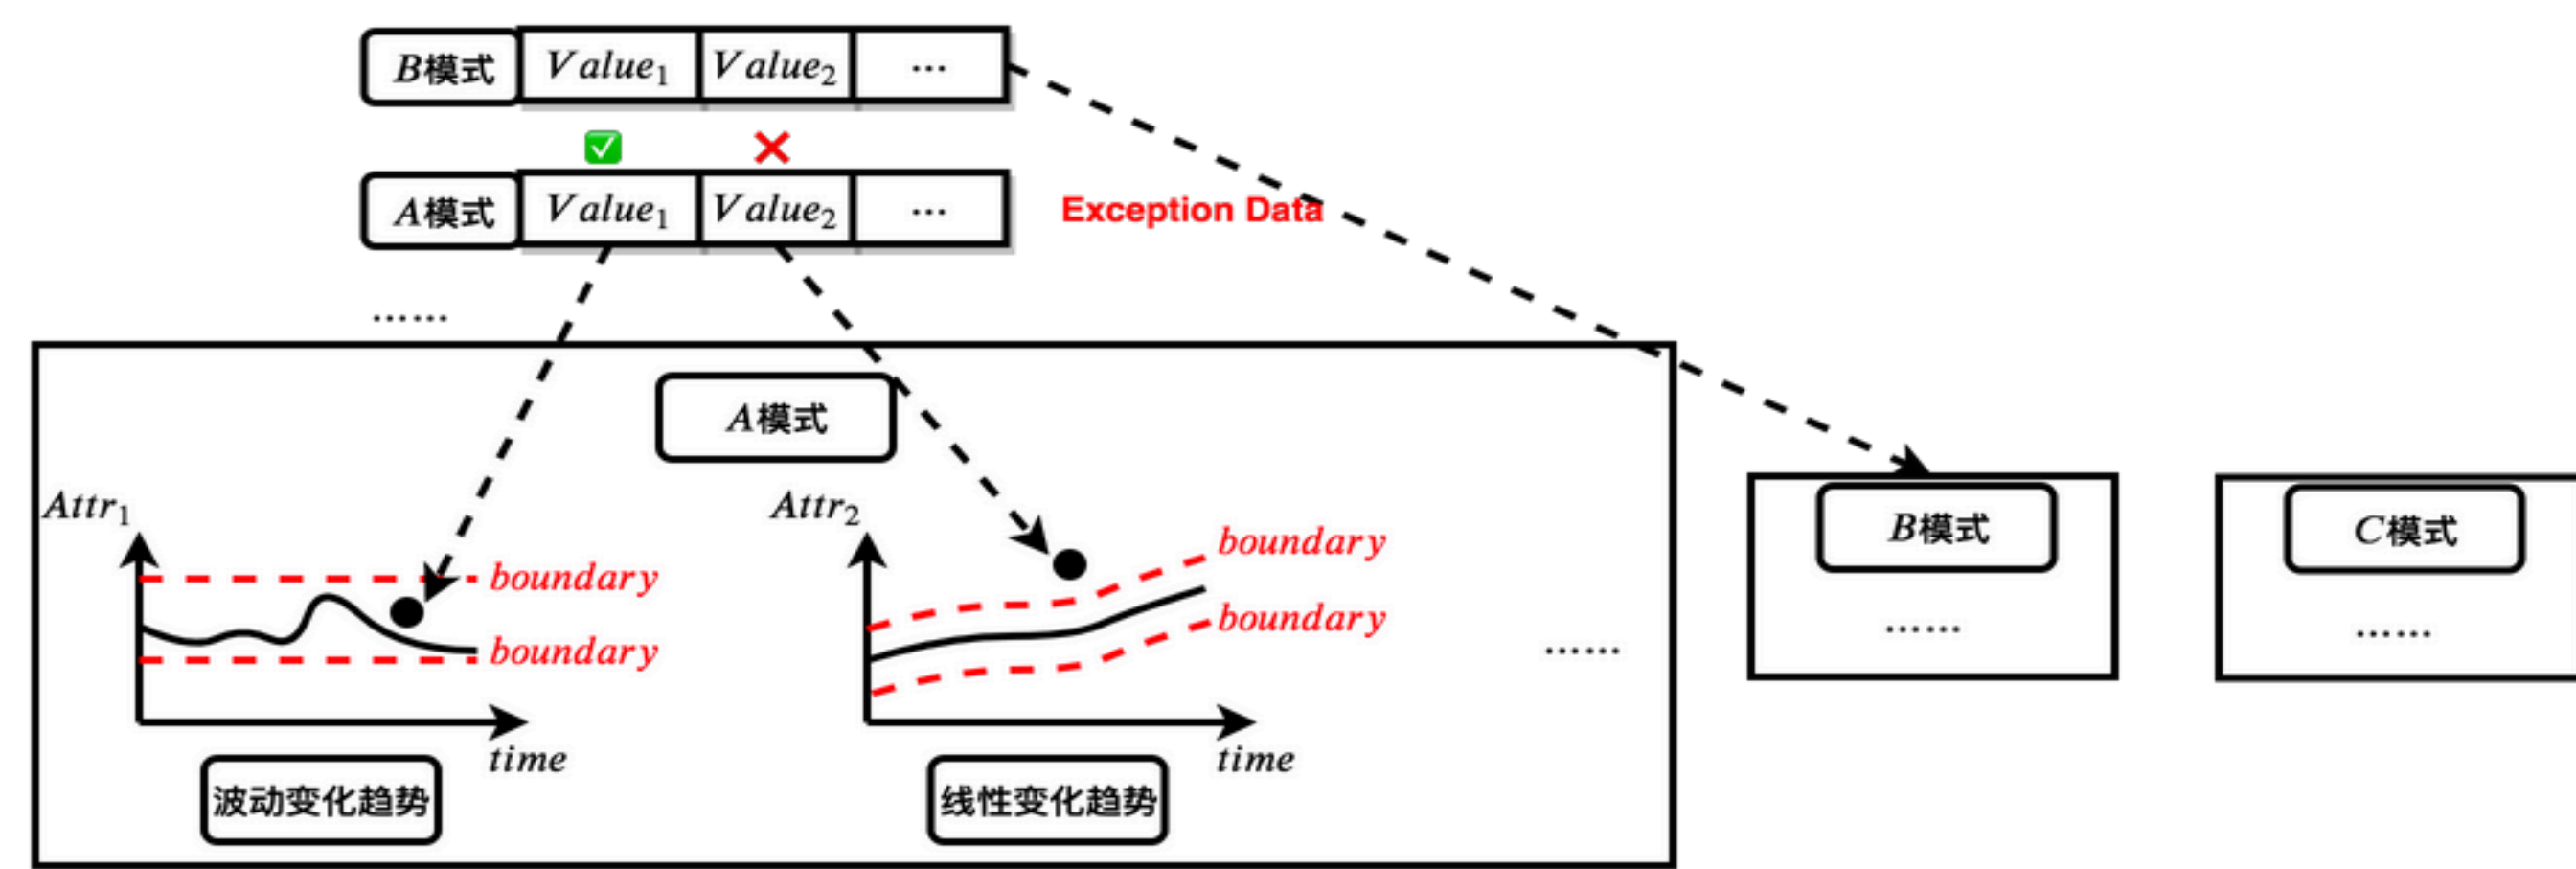 B模式 Value₁ Value₂ ...
A模式 Value₁ Value₂ ... Exception Data
......
A模式
Attr₁
boundary
boundary
time
波动变化趋势
Attr₂
boundary
boundary
time
线性变化趋势
......
B模式
......
C模式
......